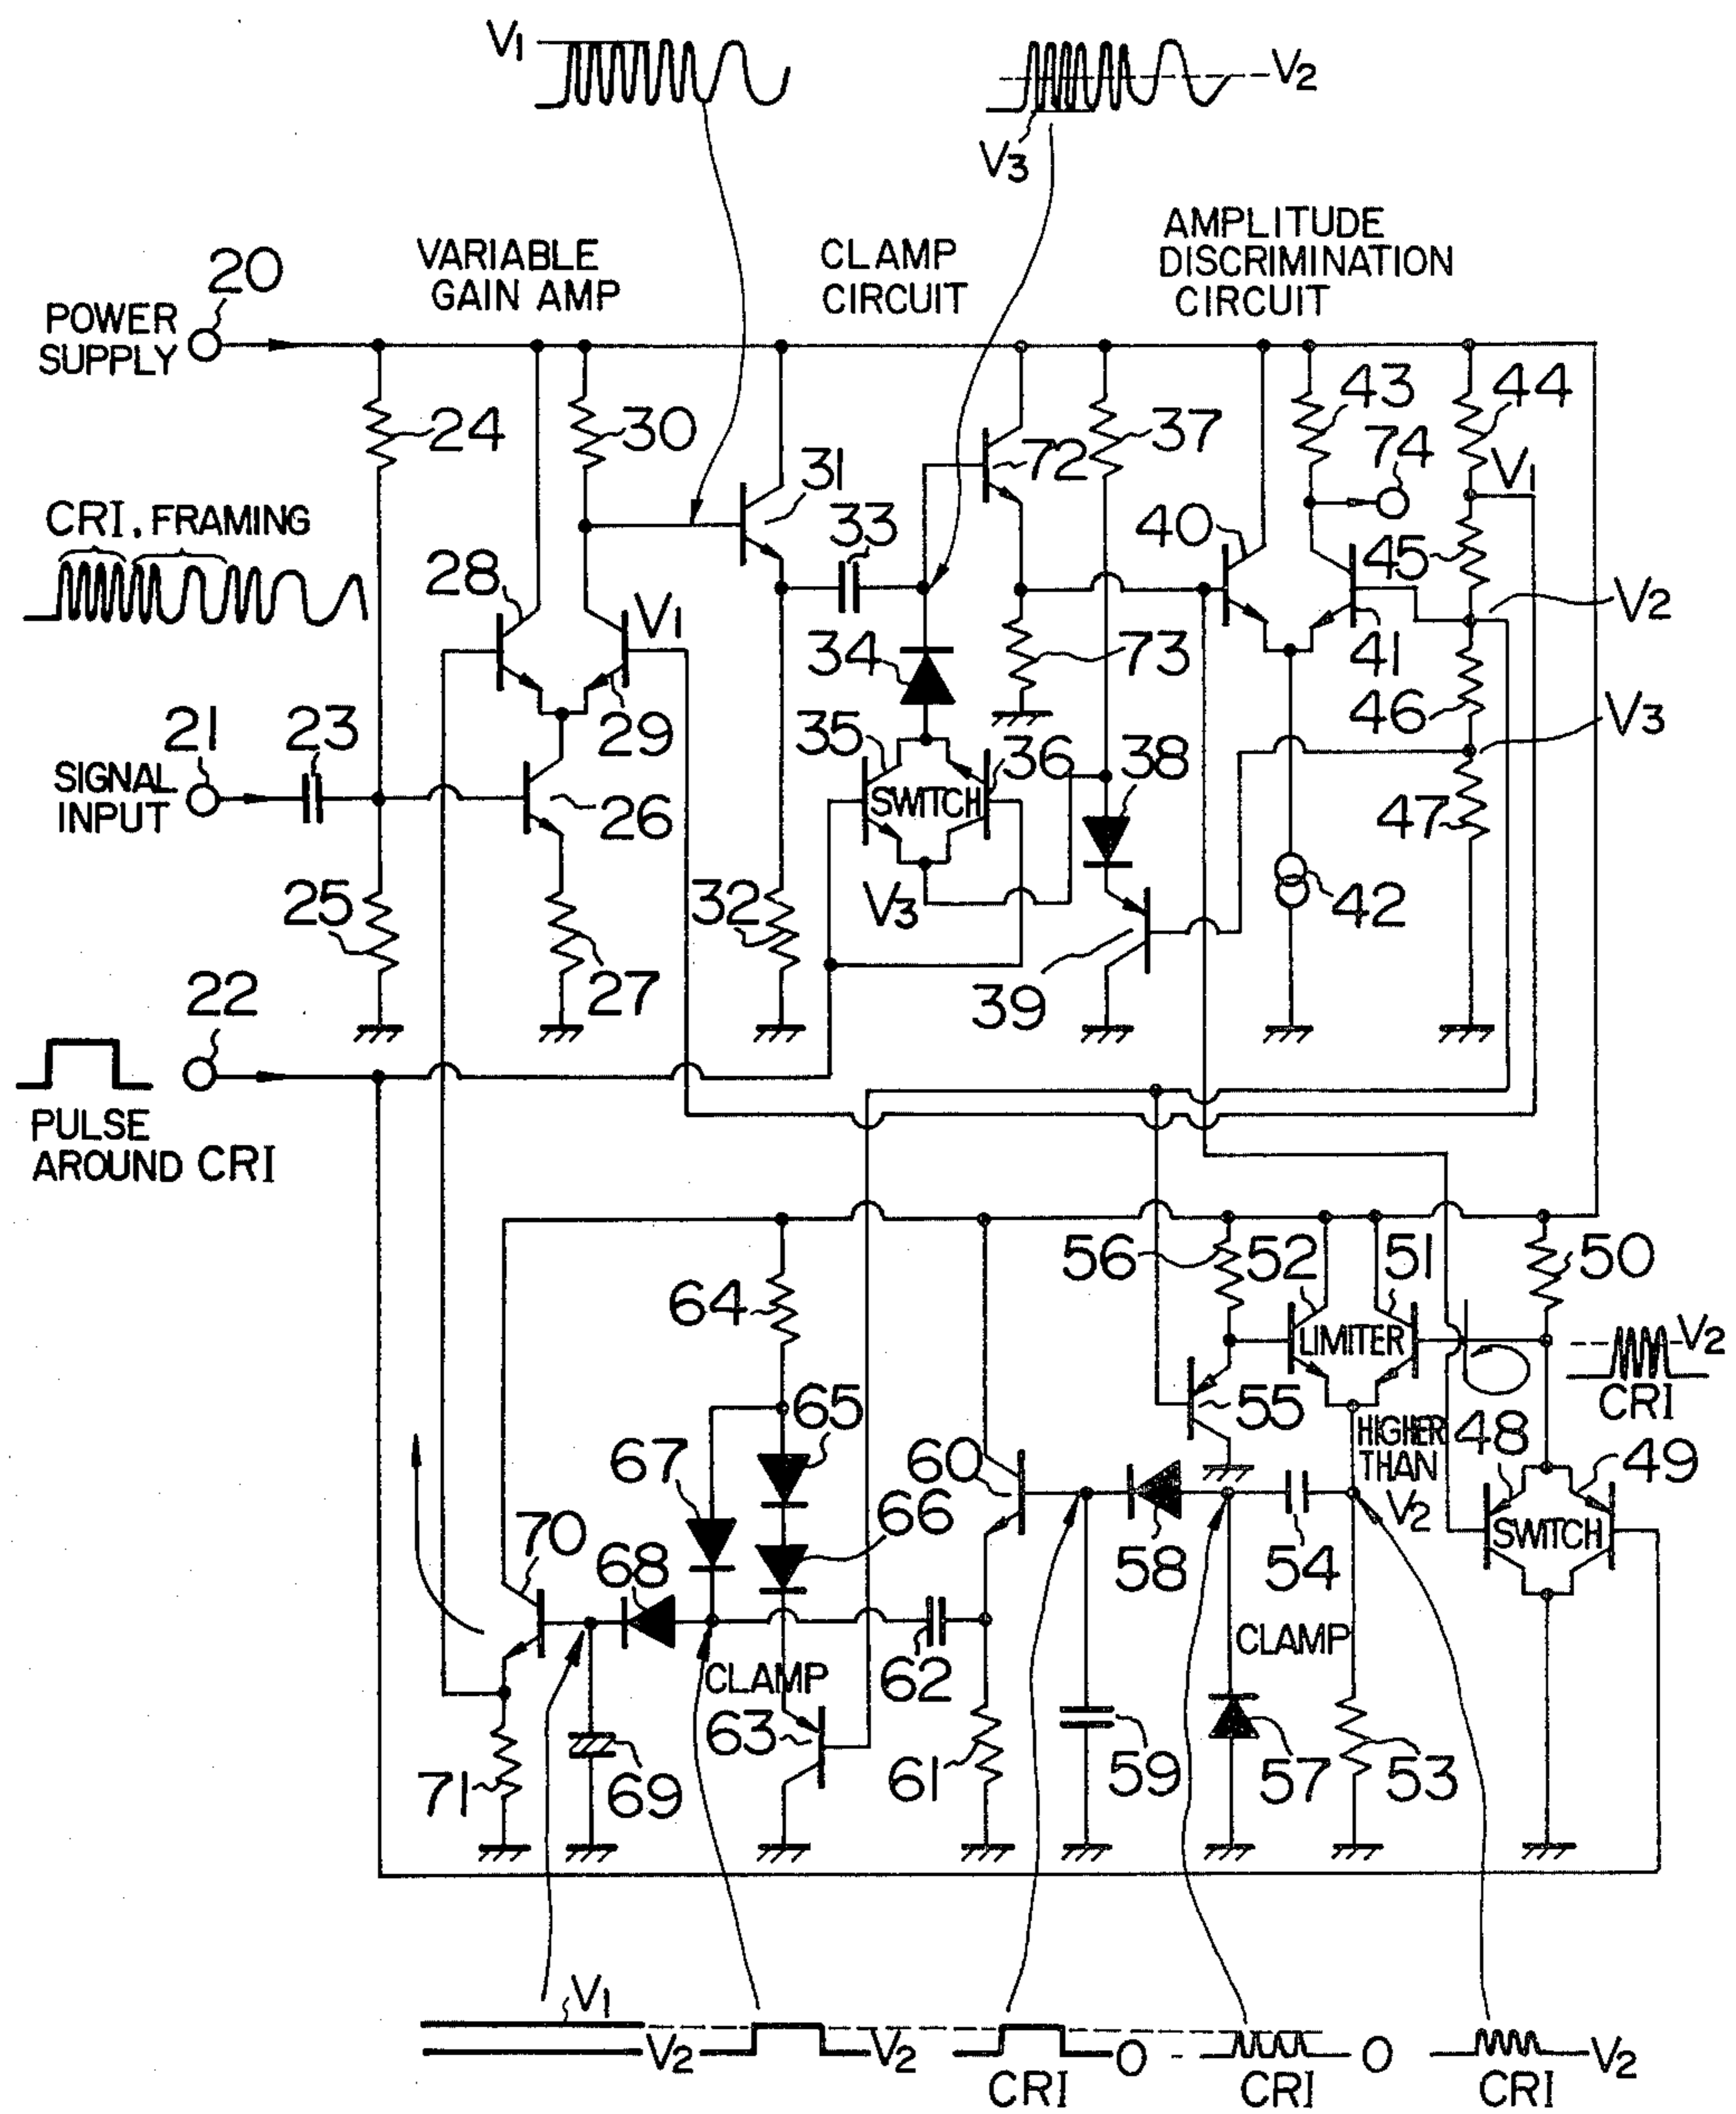 V1
V2
V3
VARIABLE
GAIN AMP
CLAMP
CIRCUIT
AMPLITUDE
DISCRIMINATION
CIRCUIT
20
POWER
SUPPLY
24
30
31
33
72
37
43
44
74
V1
CRI, FRAMING
28
V1
34
73
40
45
41
V2
46
V3
21
23
SIGNAL
INPUT
26
29
35
36
SWITCH
38
47
25
27
32
V3
39
42
22
PULSE
AROUND CRI
56
52
51
50
64
LIMITER
V2
CRI
65
55
HIGHER
THAN
V2
48
49
67
60
66
58
54
SWITCH
70
68
CLAMP
62
CLAMP
63
71
69
61
59
57
53
V1
V2
V2
CRI
0
CRI
0
CRI
V2